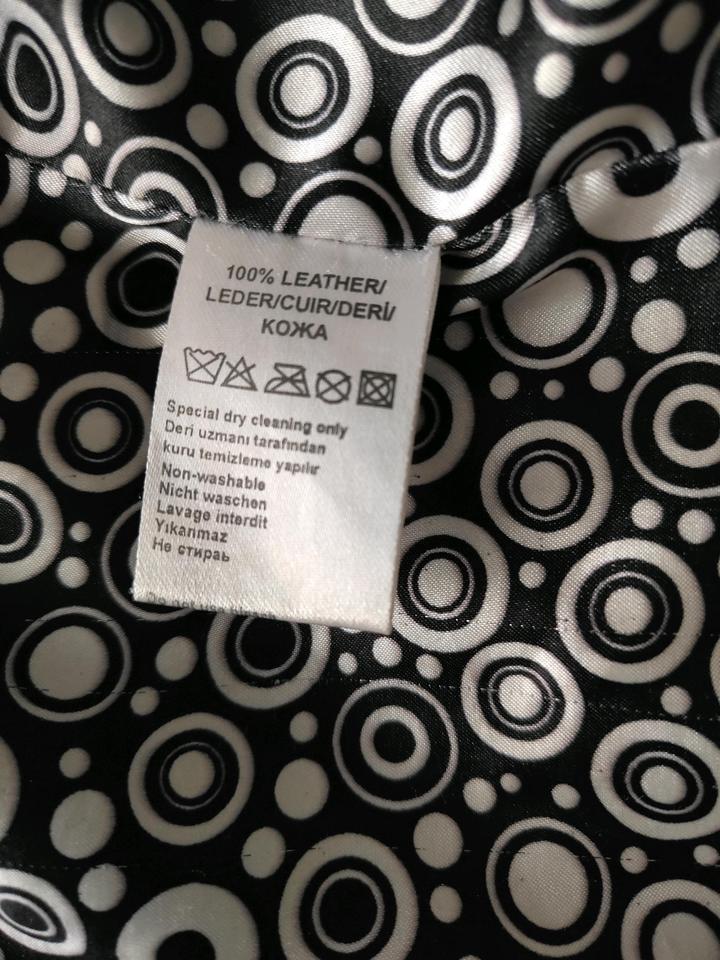 100% LEATHER/
LEDER/CUIR/DERİ/
КОЖА
Special dry cleaning only
Deri uzmanı tarafından
kuru temizleme yapılır
Non-washable
Nicht waschen
Lavage interdit
Yıkanmaz
Не стираь